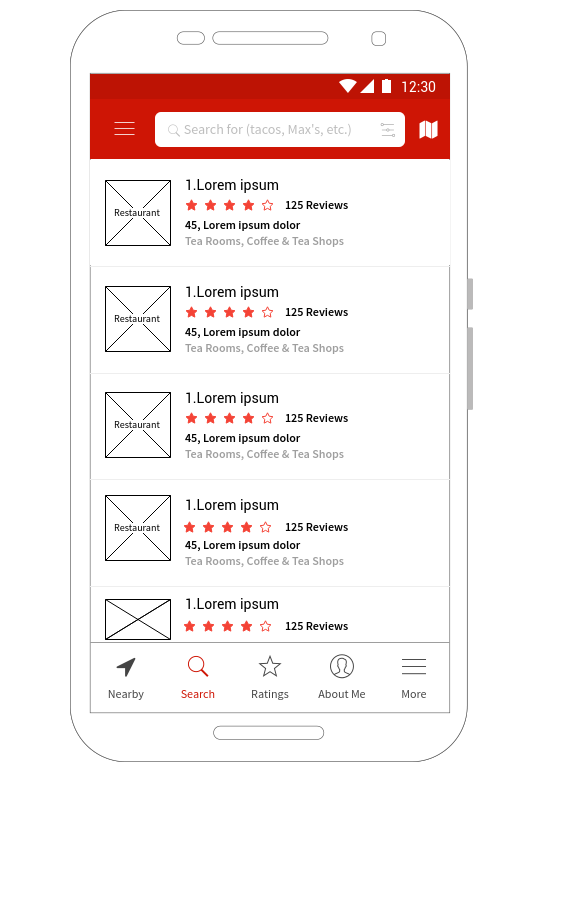 12:30
Search for (tacos, Max's, etc.)
Restaurant
1.Lorem ipsum
125 Reviews
45, Lorem ipsum dolor
Tea Rooms, Coffee & Tea Shops
Restaurant
1.Lorem ipsum
125 Reviews
45, Lorem ipsum dolor
Tea Rooms, Coffee & Tea Shops
Restaurant
1.Lorem ipsum
125 Reviews
45, Lorem ipsum dolor
Tea Rooms, Coffee & Tea Shops
Restaurant
1.Lorem ipsum
125 Reviews
45, Lorem ipsum dolor
Tea Rooms, Coffee & Tea Shops
1.Lorem ipsum
125 Reviews
Nearby Search Ratings About Me More